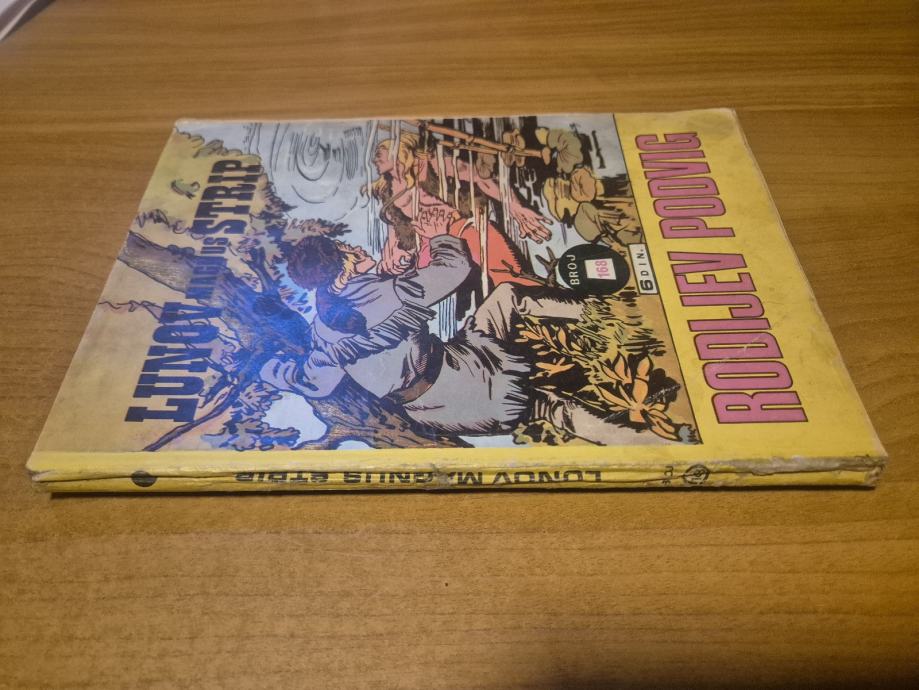 LUNOV
MAGNUS STRIP
BROJ
168
6 DIN.
RODIJEV PODVIG
LUNOV MAGNUS STRIP